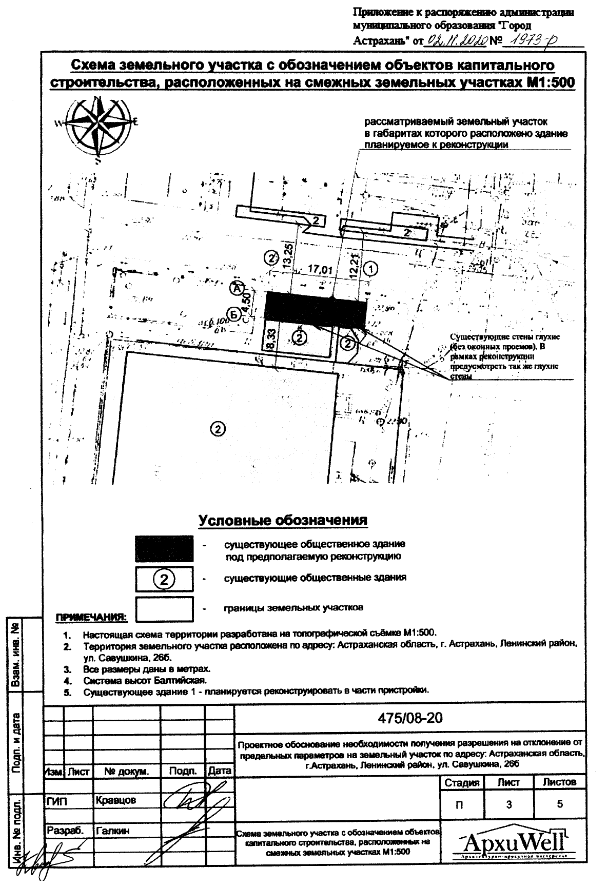 Приложение к распоряжению администрации
муниципального образования "Город
Астрахань" от 02.11.2020 № 1973-р
Схема земельного участка с обозначением объектов капитального
строительства, расположенных на смежных земельных участках М1:500
N
W
E
S
рассматриваемый земельный участок
в габаритах которого расположено здание
планируемое к реконструкции
2
2
2
13,25
17,01
12,21
1
А
Б
4,50
8,33
2
2
Существующие стены глухие
(без оконных проемов). В
рамках реконструкции
предусмотреть так же глухие
стены
2
Условные обозначения
- существующее общественное здание
под предполагаемую реконструкцию
2 - существующие общественные здания
- границы земельных участков
ПРИМЕЧАНИЯ:
1. Настоящая схема территории разработана на топографической съёмке М1:500.
2. Территория земельного участка расположена по адресу: Астраханская область, г. Астрахань, Ленинский район,
ул. Савушкина, 26б.
3. Все размеры даны в метрах.
4. Система высот Балтийская.
5. Существующее здание 1 - планируется реконструировать в части пристройки.
Взам. инв. №
Подп. и дата
Инв. № подл.
475/08-20
Проектное обоснование необходимости получения разрешения на отклонение от
предельных параметров на земельный участок по адресу: Астраханская область,
г.Астрахань, Ленинский район, ул. Савушкина, 26б
Изм. Лист № докум. Подп. Дата
ГИП Кравцов
Разраб. Галкин
Стадия Лист Листов
П 3 5
Схема земельного участка с обозначением объектов
капитального строительства, расположенных на
смежных земельных участках М1:500
АрхиWell
Архитектурно-проектная мастерская